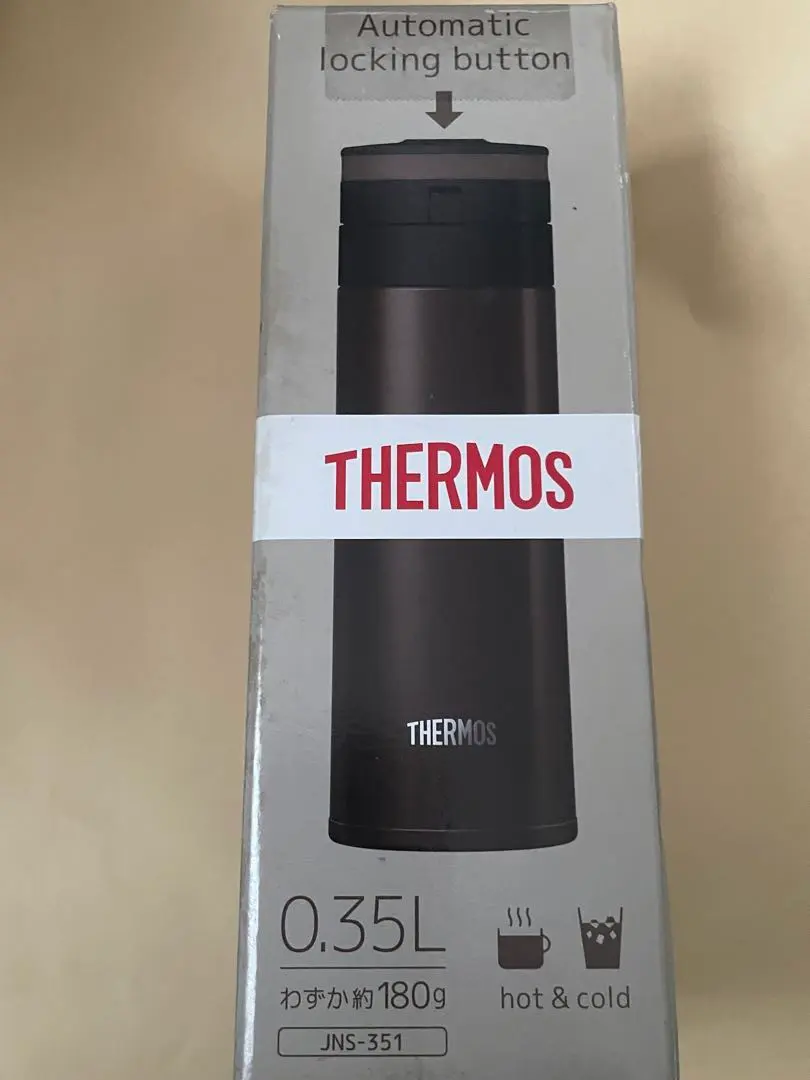 Automatic
locking button
THERMOS
THERMOS
0.35L
わずか約180g
JNS-351
hot & cold